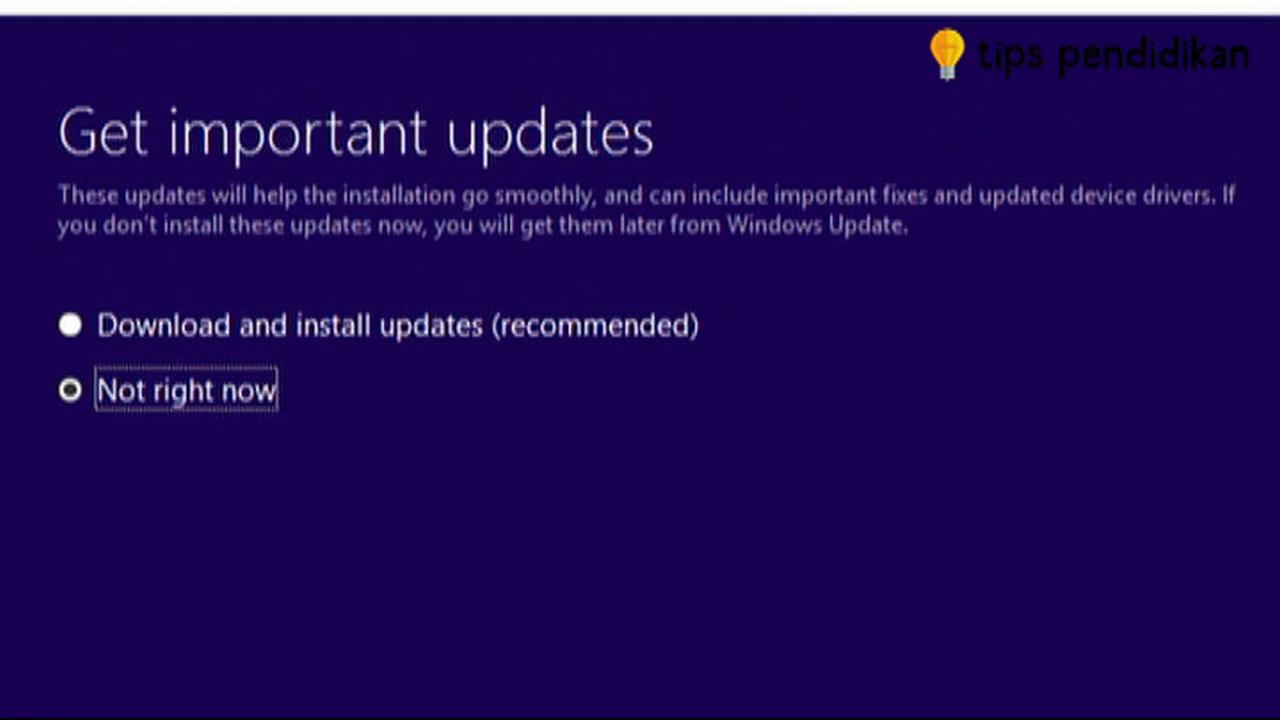 tips pendidikan
Get important updates
These updates will help the installation go smoothly, and can include important fixes and updated device drivers. If
you don't install these updates now, you will get them later from Windows Update.
Download and install updates (recommended)
Not right now